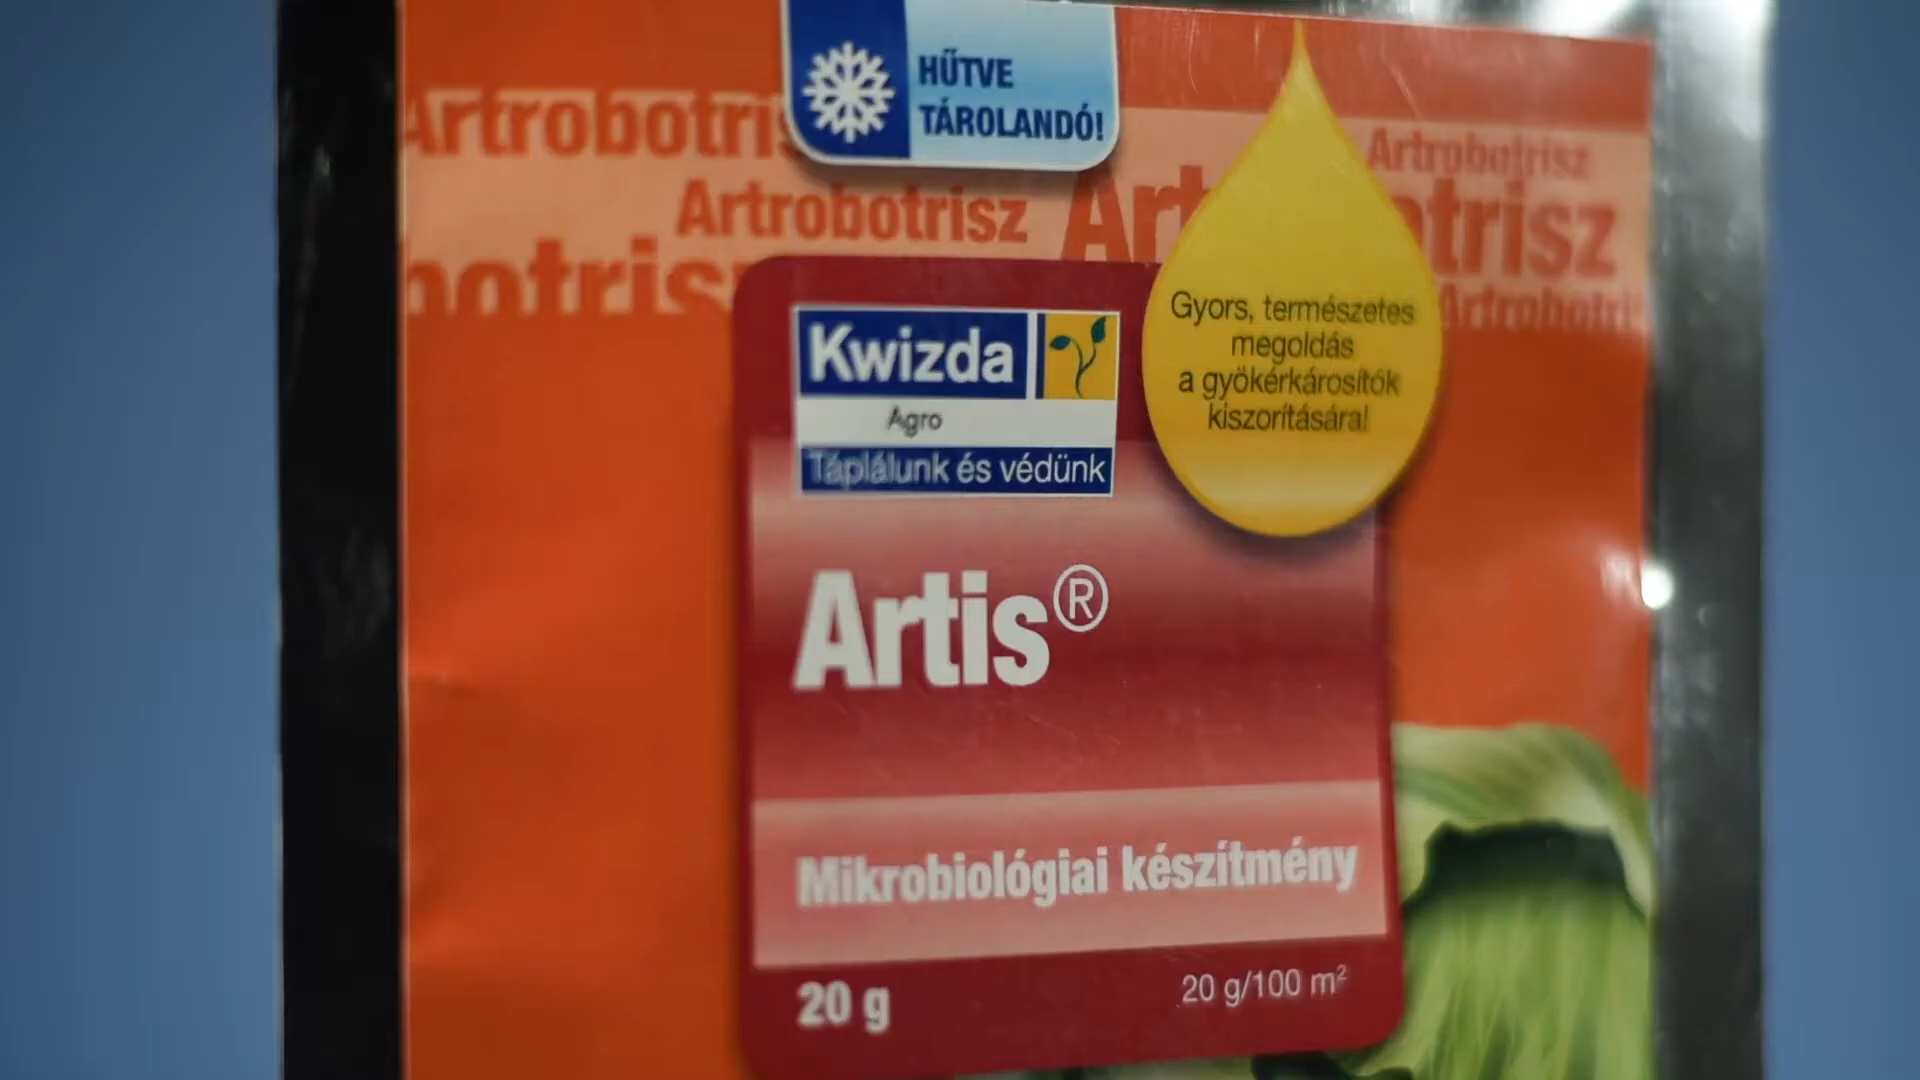 HŰTVE
TÁROLANDÓ!
Artrobotrisz
Artrobotrisz
Gyors, természetes
megoldás
a gyökérkárosítók
kiszorítására!
Kwizda
Agro
Táplálunk és védünk
Artis®
Mikrobiológiai készítmény
20 g
20 g/100 m²